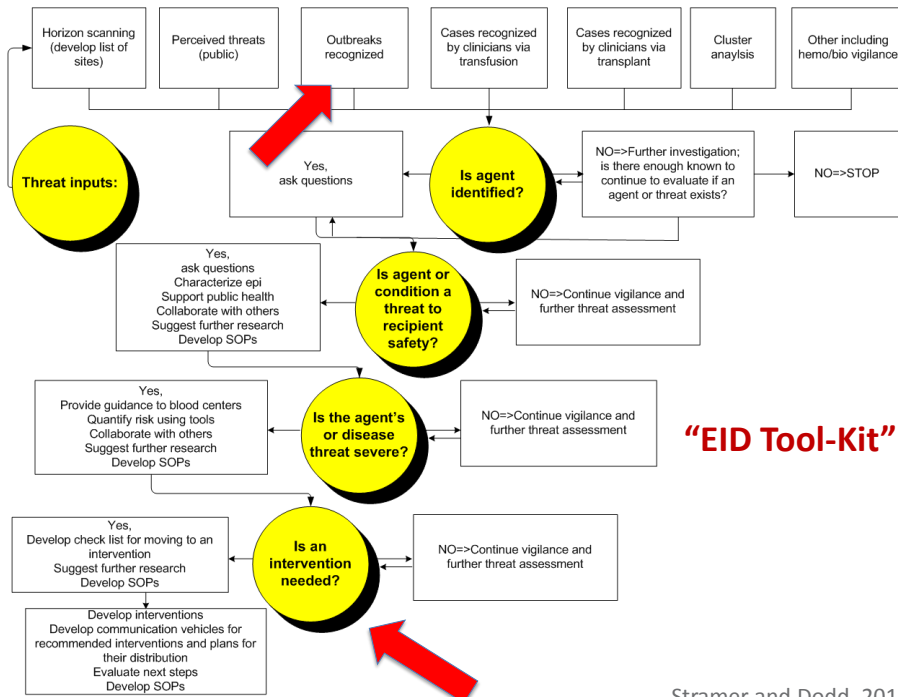 Horizon scanning
(develop list of
sites)
Perceived threats
(public)
Outbreaks
recognized
Cases recognized
by clinicians via
transfusion
Cases recognized
by clinicians via
transplant
Cluster
anaylsis
Other including
hemo/bio vigilance
Threat inputs:
Yes,
ask questions
Is agent
identified?
NO=>Further investigation;
is there enough known to
continue to evaluate if an
agent or threat exists?
NO=>STOP
Yes,
ask questions
Characterize epi
Support public health
Collaborate with others
Suggest further research
Develop SOPs
Is agent or
condition a
threat to
recipient
safety?
NO=>Continue vigilance and
further threat assessment
Yes,
Provide guidance to blood centers
Quantify risk using tools
Collaborate with others
Suggest further research
Develop SOPs
Is the agent's
or disease
threat severe?
NO=>Continue vigilance and
further threat assessment
“EID Tool-Kit”
Yes,
Develop check list for moving to an
intervention
Suggest further research
Develop SOPs
Is an
intervention
needed?
NO=>Continue vigilance and
further threat assessment
Develop interventions
Develop communication vehicles for
recommended interventions and plans for
their distribution
Evaluate next steps
Develop SOPs
Stramer and Dodd, 201